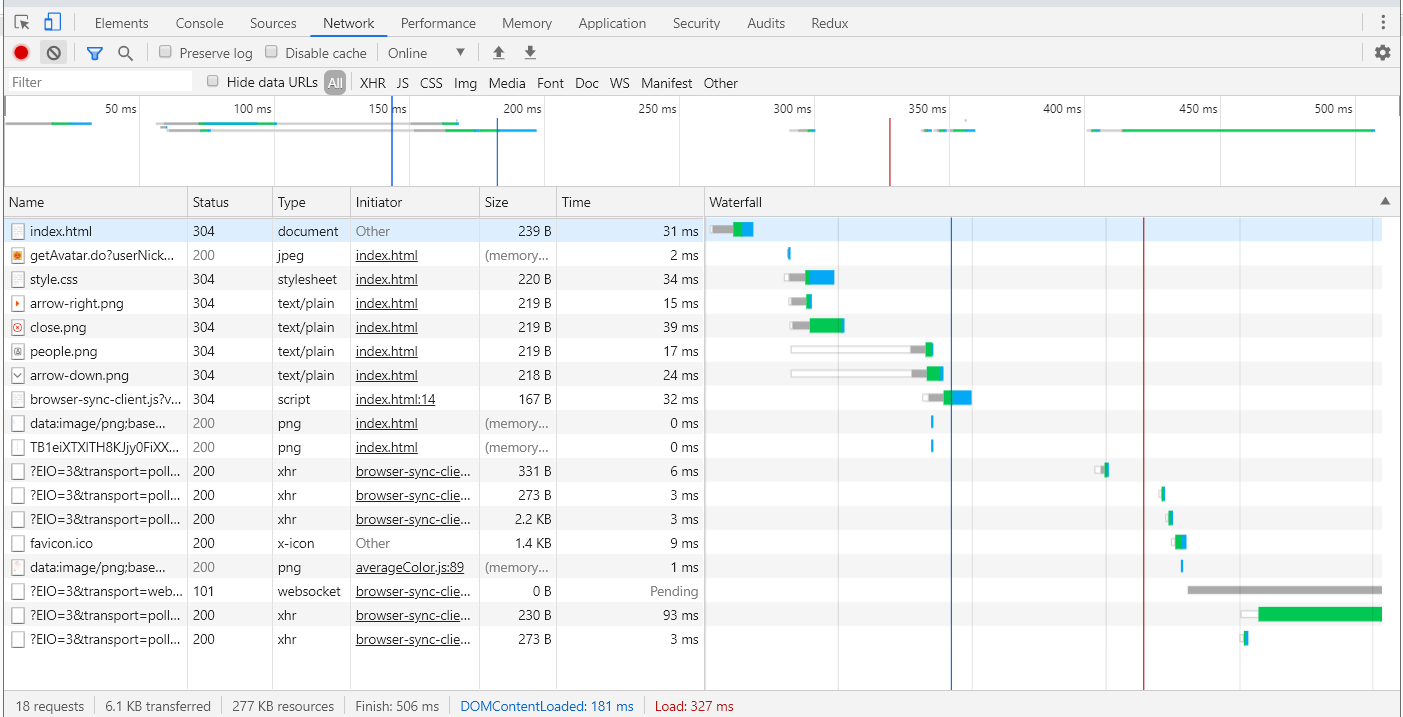 Elements Console Sources Network Performance Memory Application Security Audits Redux
Preserve log Disable cache Online
Filter Hide data URLs All XHR JS CSS Img Media Font Doc WS Manifest Other
50 ms 100 ms 150 ms 200 ms 250 ms 300 ms 350 ms 400 ms 450 ms 500 ms
Name Status Type Initiator Size Time Waterfall
index.html 304 document Other 239 B 31 ms
getAvatar.do?userNick... 200 jpeg index.html (memory... 2 ms
style.css 304 stylesheet index.html 220 B 34 ms
arrow-right.png 304 text/plain index.html 219 B 15 ms
close.png 304 text/plain index.html 219 B 39 ms
people.png 304 text/plain index.html 219 B 17 ms
arrow-down.png 304 text/plain index.html 218 B 24 ms
browser-sync-client.js?v... 304 script index.html:14 167 B 32 ms
data:image/png;base... 200 png index.html (memory... 0 ms
TB1eiXTXlTH8KJjy0FiXX... 200 png index.html (memory... 0 ms
?EIO=3&transport=poll... 200 xhr browser-sync-clie... 331 B 6 ms
?EIO=3&transport=poll... 200 xhr browser-sync-clie... 273 B 3 ms
?EIO=3&transport=poll... 200 xhr browser-sync-clie... 2.2 KB 3 ms
favicon.ico 200 x-icon Other 1.4 KB 9 ms
data:image/png;base... 200 png averageColor.js:89 (memory... 1 ms
?EIO=3&transport=web... 101 websocket browser-sync-clie... 0 B Pending
?EIO=3&transport=poll... 200 xhr browser-sync-clie... 230 B 93 ms
?EIO=3&transport=poll... 200 xhr browser-sync-clie... 273 B 3 ms
18 requests 6.1 KB transferred 277 KB resources Finish: 506 ms DOMContentLoaded: 181 ms Load: 327 ms